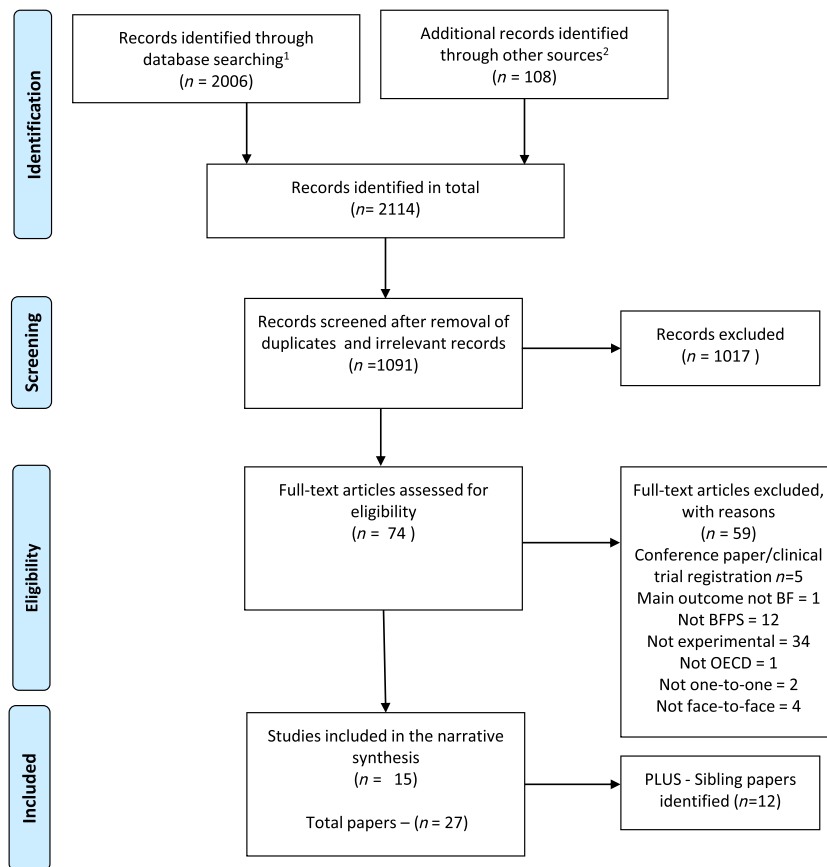 Identification
Records identified through
database searching1
(n = 2006)
Additional records identified
through other sources2
(n = 108)
Records identified in total
(n= 2114)
Screening
Records screened after removal of
duplicates and irrelevant records
(n =1091)
Records excluded
(n = 1017 )
Eligibility
Full-text articles assessed for
eligibility
(n = 74 )
Full-text articles excluded,
with reasons
(n = 59)
Conference paper/clinical
trial registration n=5
Main outcome not BF = 1
Not BFPS = 12
Not experimental = 34
Not OECD = 1
Not one-to-one = 2
Not face-to-face = 4
Included
Studies included in the narrative
synthesis
(n = 15)
Total papers – (n = 27)
PLUS - Sibling papers
identified (n=12)